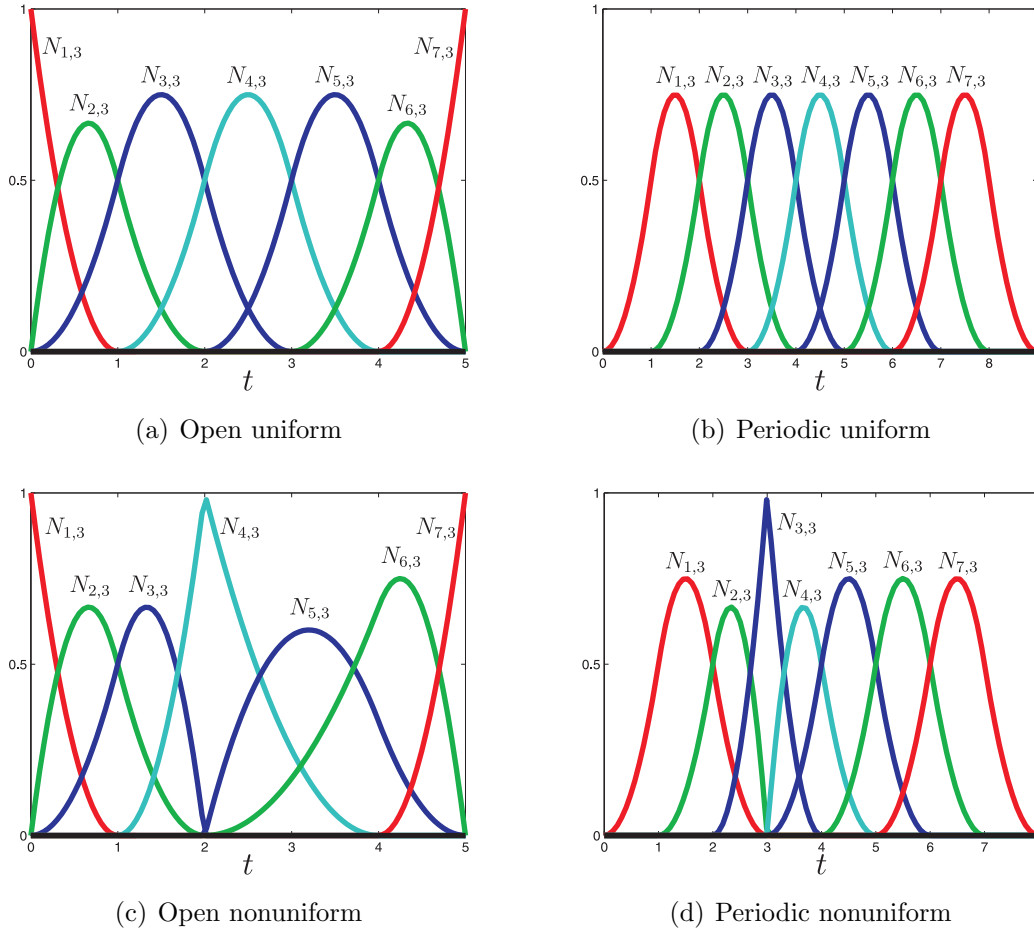 1
N1,3
N7,3
N3,3
N4,3
N5,3
N2,3
N6,3
0.5
0
0 1 2 3 4 5
t
(a) Open uniform
1
N1,3 N2,3 N3,3 N4,3 N5,3 N6,3 N7,3
0.5
0
0 1 2 3 4 5 6 7 8
t
(b) Periodic uniform
1
N1,3
N4,3
N7,3
N6,3
N2,3 N3,3
N5,3
0.5
0
0 1 2 3 4 5
t
(c) Open nonuniform
1
N3,3
N1,3
N2,3
N4,3
N5,3
N6,3
N7,3
0.5
0
0 1 2 3 4 5 6 7
t
(d) Periodic nonuniform